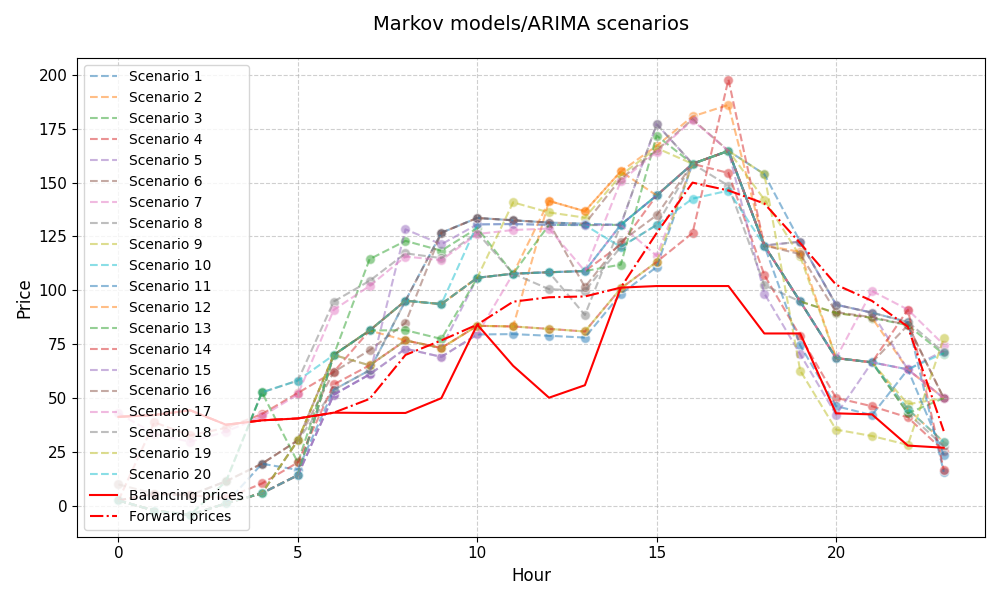 Markov models/ARIMA scenarios
Price
200
175
150
125
100
75
50
25
0
Scenario 1
Scenario 2
Scenario 3
Scenario 4
Scenario 5
Scenario 6
Scenario 7
Scenario 8
Scenario 9
Scenario 10
Scenario 11
Scenario 12
Scenario 13
Scenario 14
Scenario 15
Scenario 16
Scenario 17
Scenario 18
Scenario 19
Scenario 20
Balancing prices
Forward prices
0 5 10 15 20
Hour